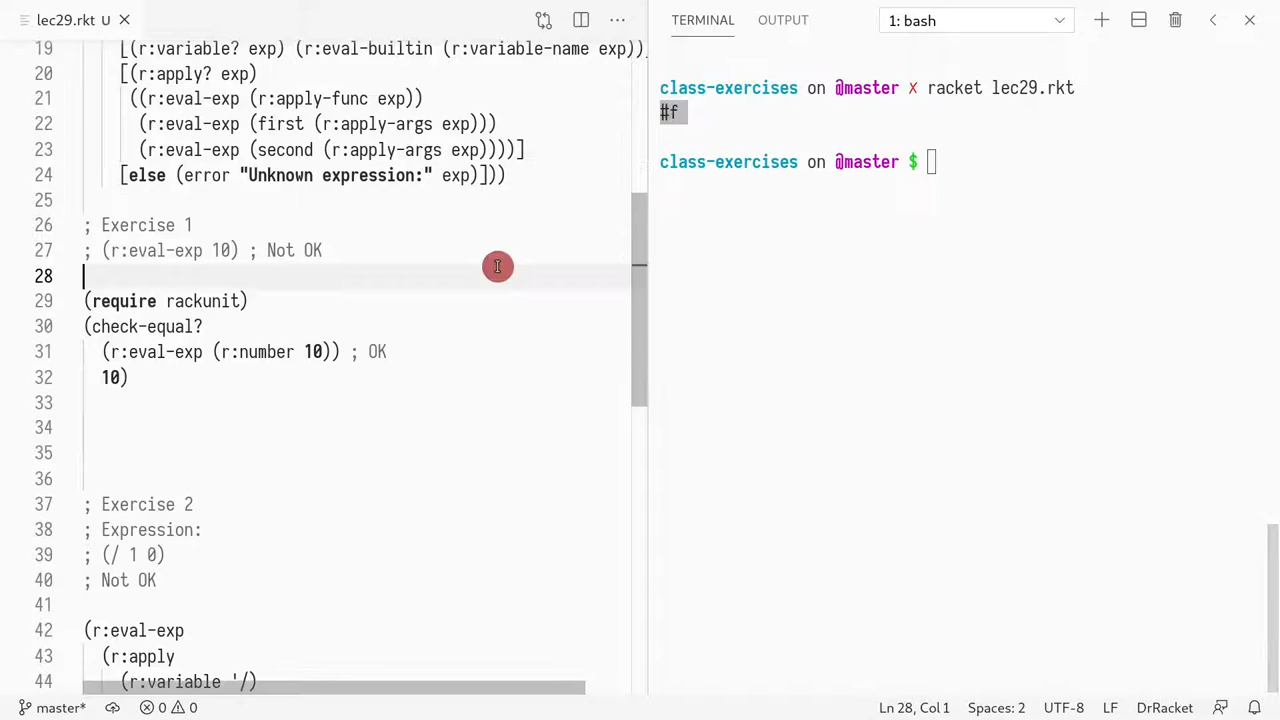 lec29.rkt U
TERMINAL
OUTPUT
1: bash
19 [(r:variable? exp) (r:eval-builtin (r:variable-name exp))]
20 [(r:apply? exp)
21 ((r:eval-exp (r:apply-func exp))
22 (r:eval-exp (first (r:apply-args exp)))
23 (r:eval-exp (second (r:apply-args exp))))]
24 [else (error "Unknown expression:" exp)]))
25
26 ; Exercise 1
27 ; (r:eval-exp 10) ; Not OK
28
29 (require rackunit)
30 (check-equal?
31 (r:eval-exp (r:number 10)) ; OK
32 10)
33
34
35
36
37 ; Exercise 2
38 ; Expression:
39 ; (/ 1 0)
40 ; Not OK
41
42 (r:eval-exp
43 (r:apply
44 (r:variable '/)
class-exercises on @master ✗ racket lec29.rkt
#f
class-exercises on @master $
master*
0
0
Ln 28, Col 1
Spaces: 2
UTF-8
LF
DrRacket